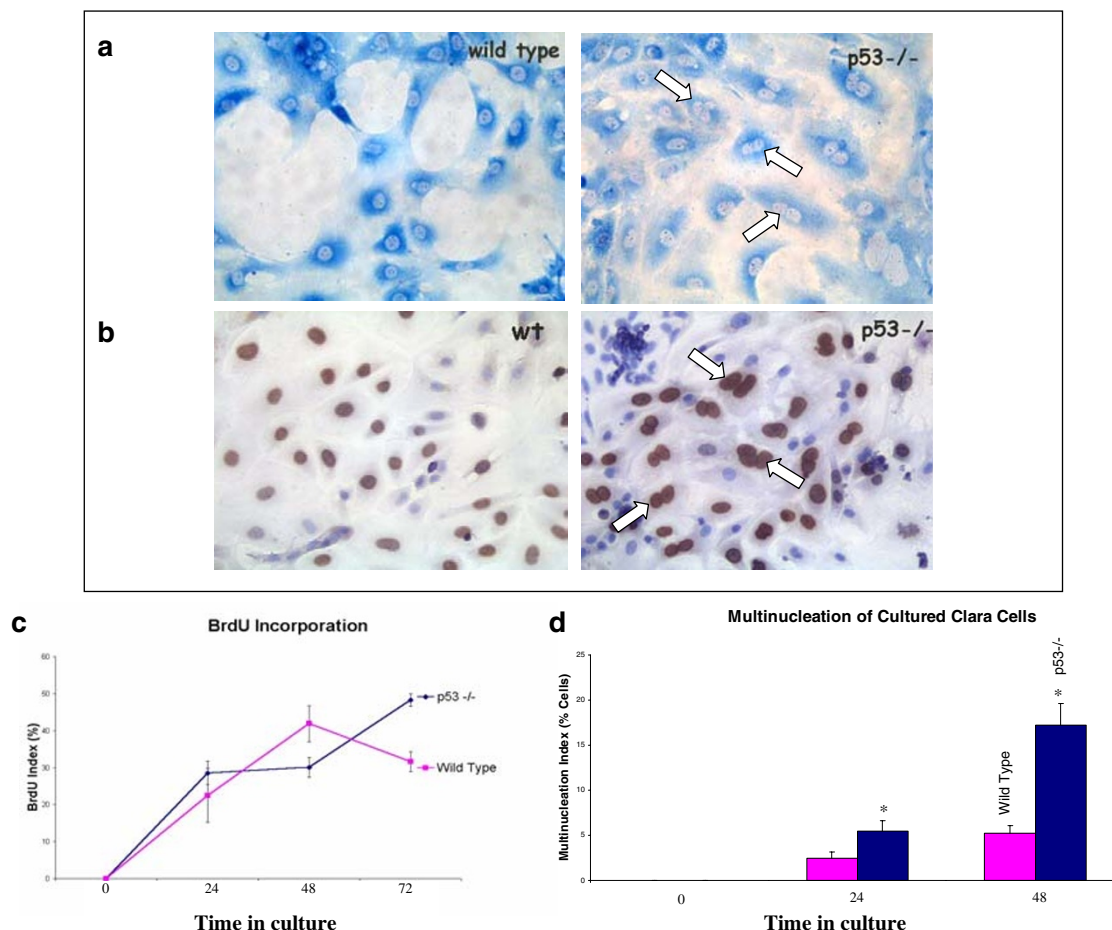 a
wild type
p53-/-
b
wt
p53-/-
c
BrdU Incorporation
BrdU Index (%)
60
50
40
30
20
10
0
p53 -/-
Wild Type
0 24 48 72
Time in culture
d
Multinucleation of Cultured Clara Cells
Multinucleation Index (% Cells)
25
20
15
10
5
0
*
Wild Type
* p53-/-
0 24 48
Time in culture